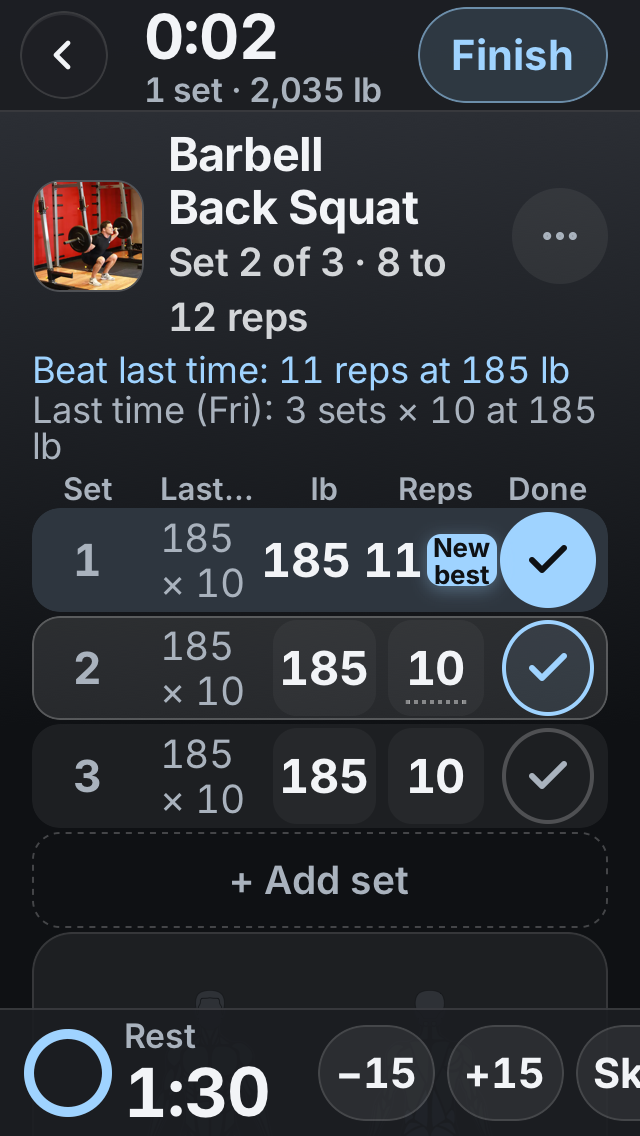 0:02
1 set · 2,035 lb
Finish
Barbell
Back Squat
Set 2 of 3 · 8 to
12 reps
Beat last time: 11 reps at 185 lb
Last time (Fri): 3 sets × 10 at 185
lb
Set Last... lb Reps Done
1 185 × 10 185 11 New best
2 185 × 10 185 10
3 185 × 10 185 10
+ Add set
Rest
1:30
−15 +15 Sk